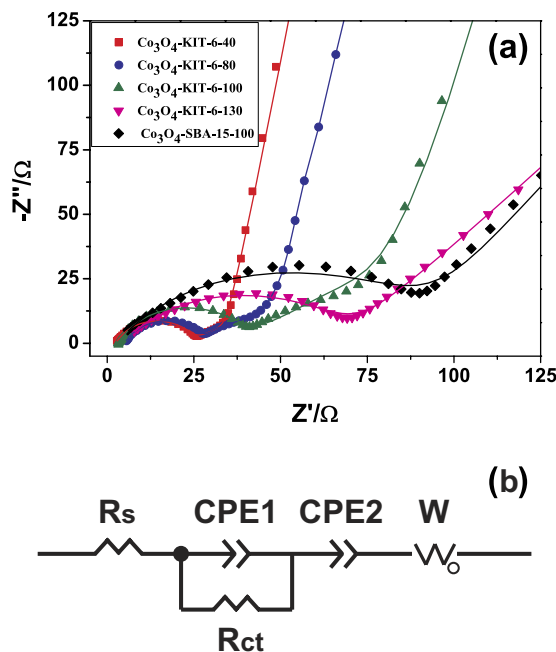 (a)
125
100
75
50
25
0
-Z''/Ω
Co₃O₄-KIT-6-40
Co₃O₄-KIT-6-80
Co₃O₄-KIT-6-100
Co₃O₄-KIT-6-130
Co₃O₄-SBA-15-100
0 25 50 75 100 125
Z'/Ω
(b)
Rs CPE1 CPE2 W
Rct